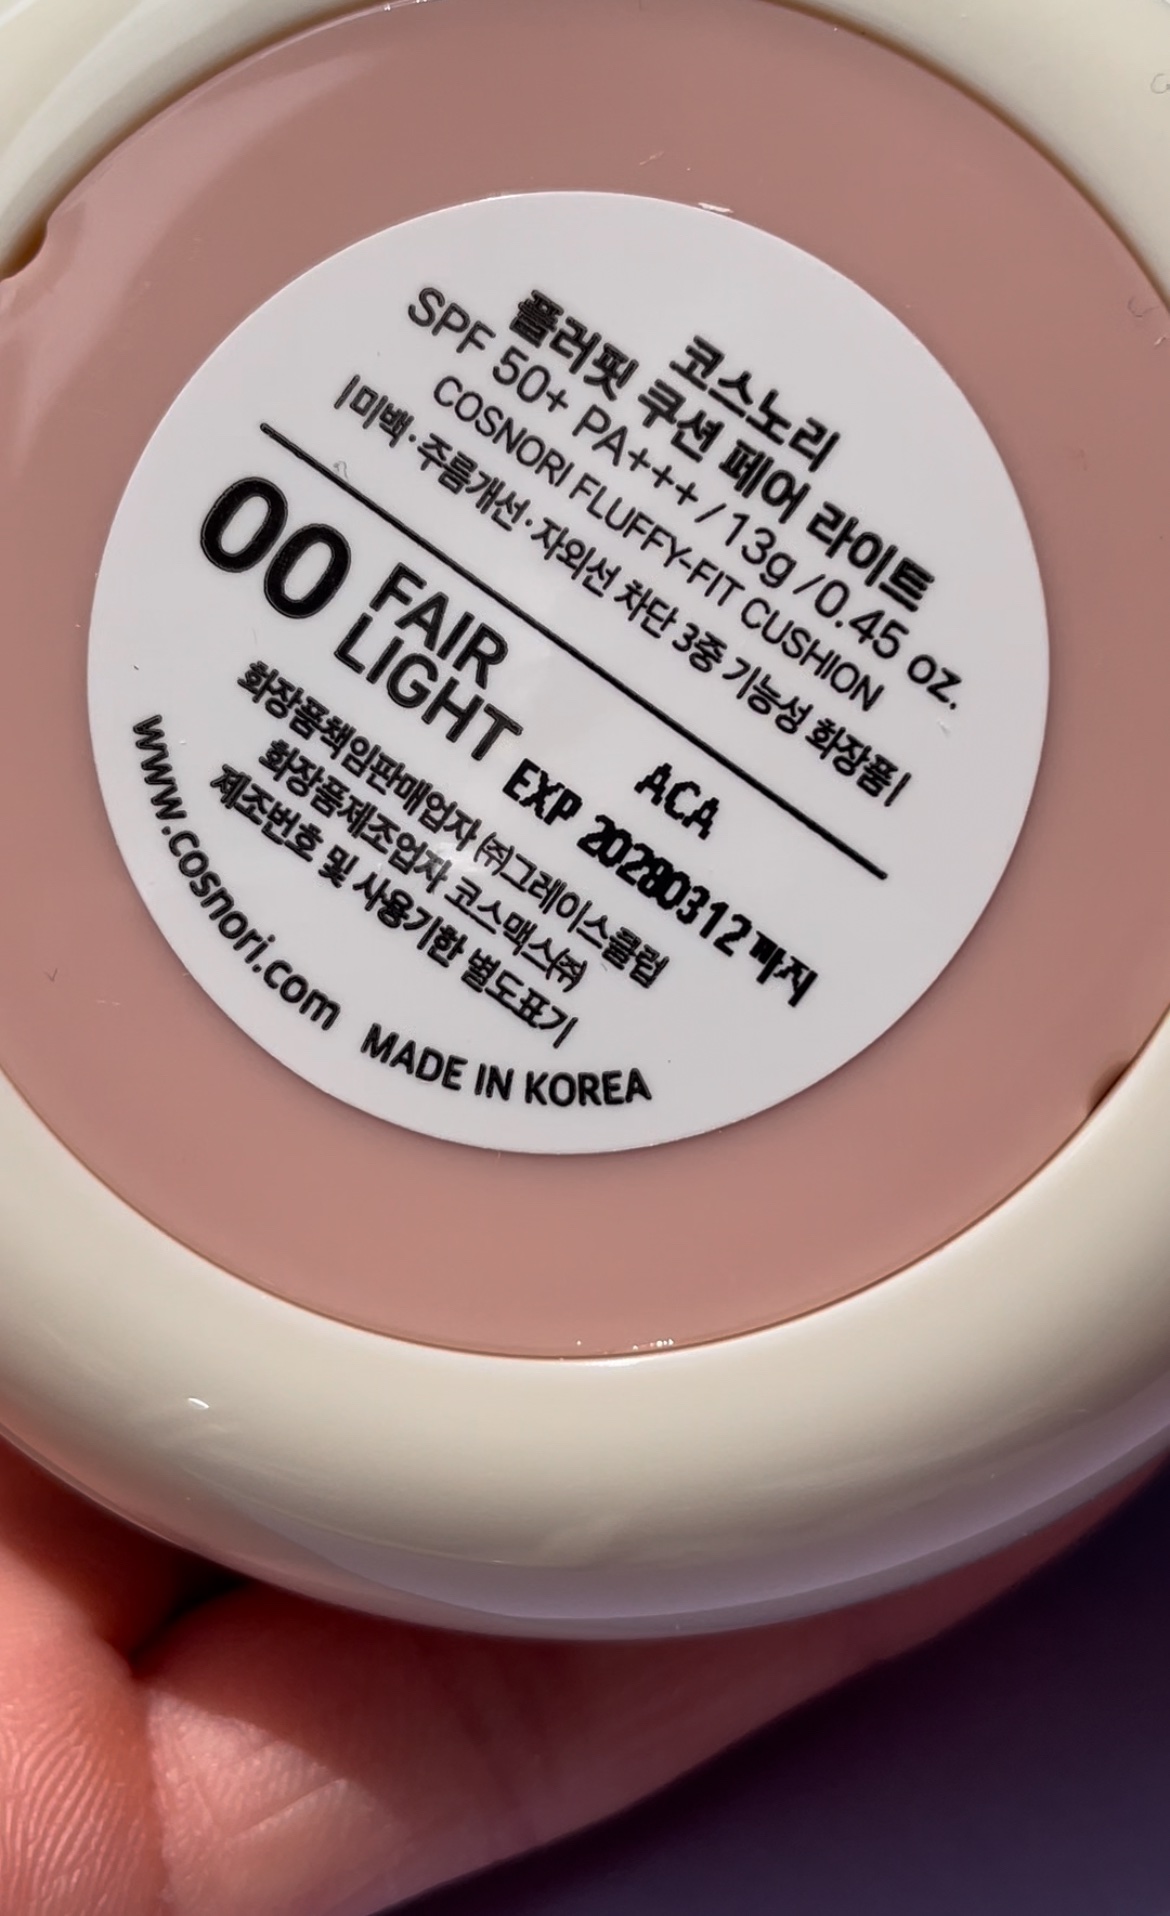 코스노리
플러핏 쿠션 페어 라이트
SPF 50+ PA+++ /13g /0.45 oz.
COSNORI FLUFFY-FIT CUSHION
|미백·주름개선·자외선 차단 3중 기능성 화장품|
00 FAIR
LIGHT
ACA
EXP 20280312 까지
화장품책임판매업자 ㈜그레이스클럽
화장품제조업자 코스맥스㈜
제조번호 및 사용기한 별도표기
www.cosnori.com MADE IN KOREA